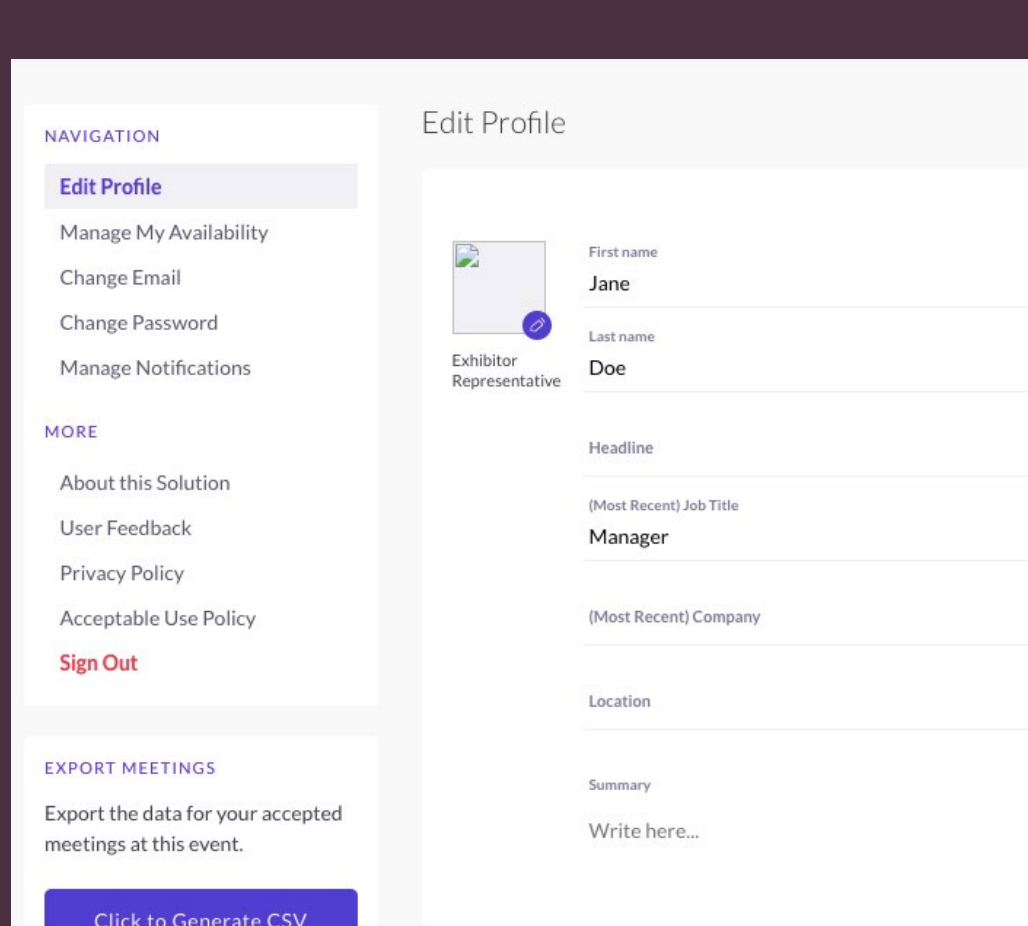 NAVIGATION
Edit Profile
Manage My Availability
Change Email
Change Password
Manage Notifications
MORE
About this Solution
User Feedback
Privacy Policy
Acceptable Use Policy
Sign Out
EXPORT MEETINGS
Export the data for your accepted
meetings at this event.
Click to Generate CSV
Edit Profile
Exhibitor
Representative
First name
Jane
Last name
Doe
Headline
(Most Recent) Job Title
Manager
(Most Recent) Company
Location
Summary
Write here...